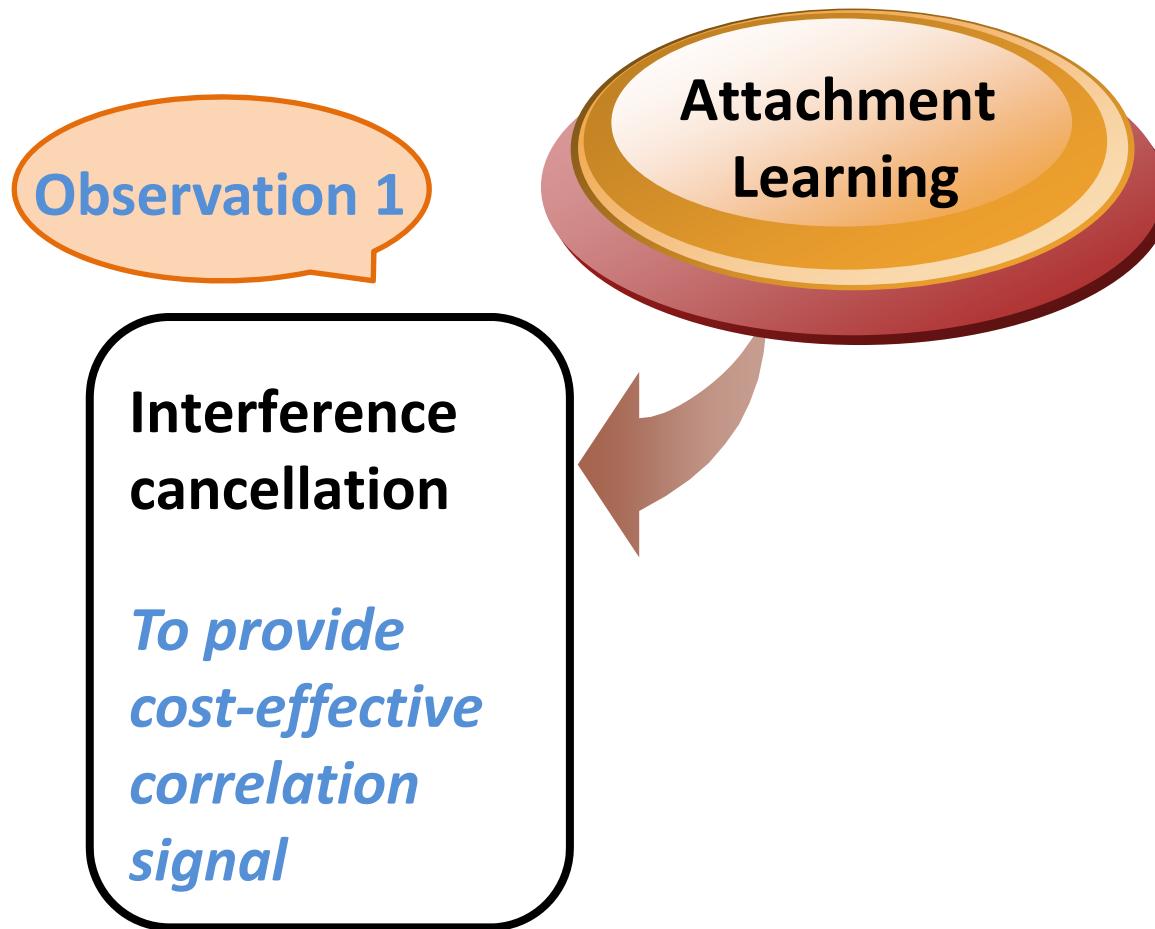 Attachment
Learning
Observation 1
Interference
cancellation
To provide
cost-effective
correlation
signal